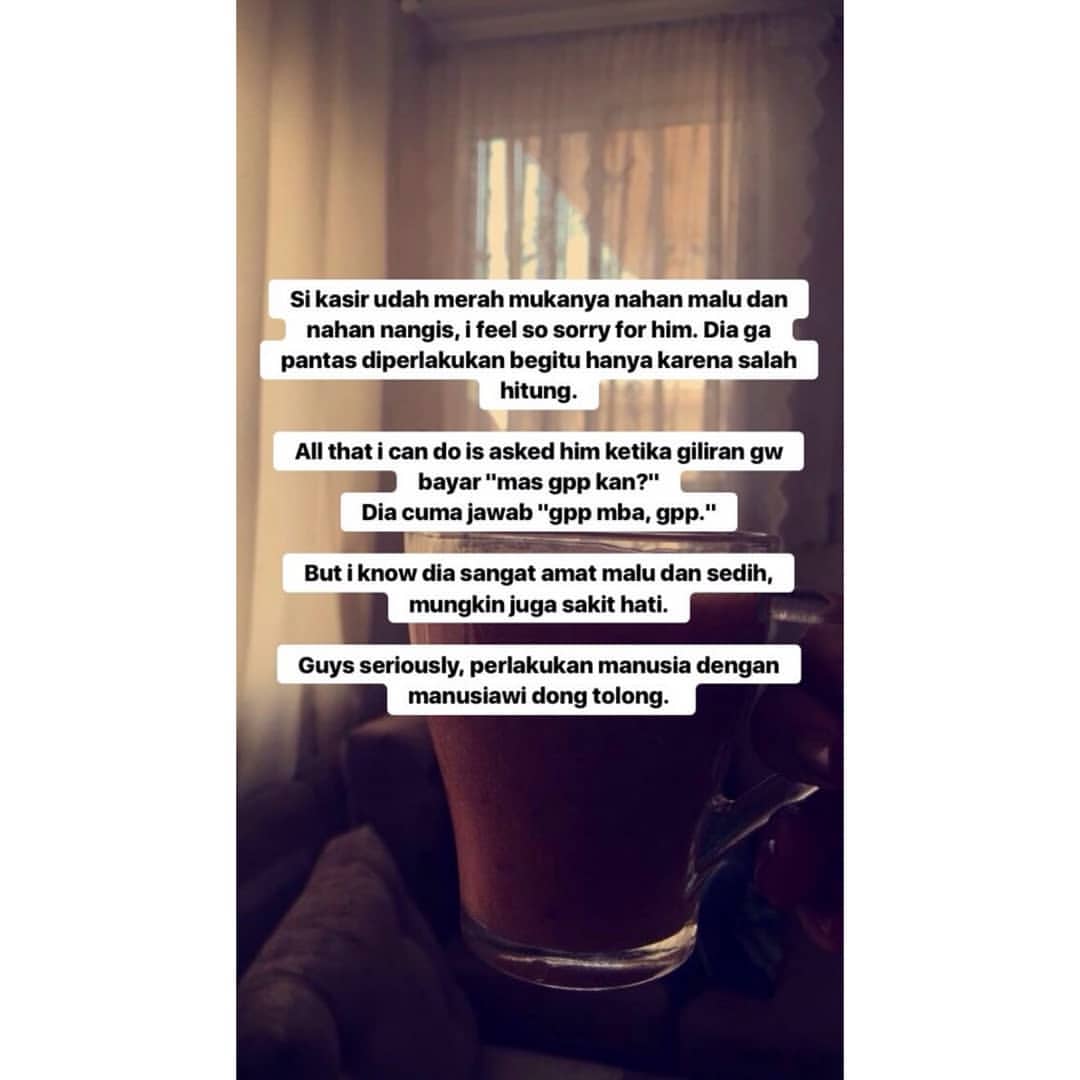 Si kasir udah merah mukanya nahan malu dan
nahan nangis, i feel so sorry for him. Dia ga
pantas diperlakukan begitu hanya karena salah
hitung.
All that i can do is asked him ketika giliran gw
bayar "mas gpp kan?"
Dia cuma jawab "gpp mba, gpp."
But i know dia sangat amat malu dan sedih,
mungkin juga sakit hati.
Guys seriously, perlakukan manusia dengan
manusiawi dong tolong.